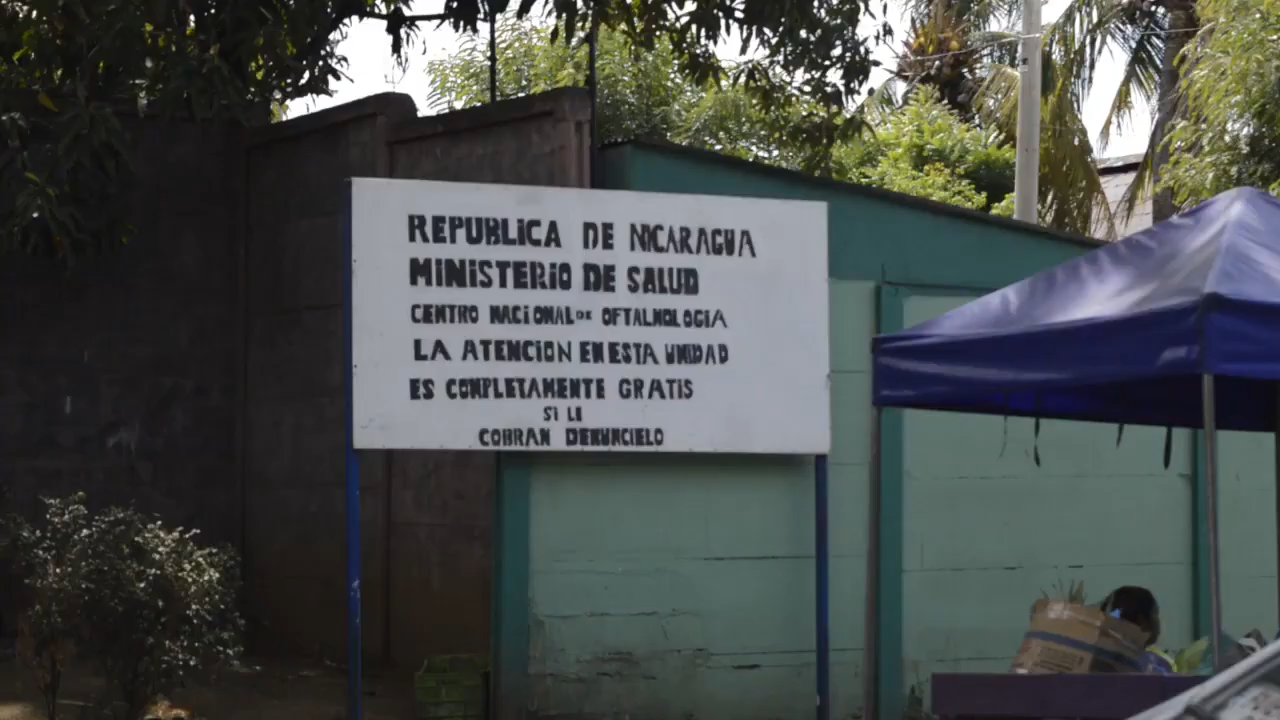 REPUBLICA DE NICARAGUA
MINISTERIO DE SALUD
CENTRO NACIONAL DE OFTALMOLOGIA
LA ATENCION EN ESTA UNIDAD
ES COMPLETAMENTE GRATIS
SI LE
COBRAN DENUNCIELO